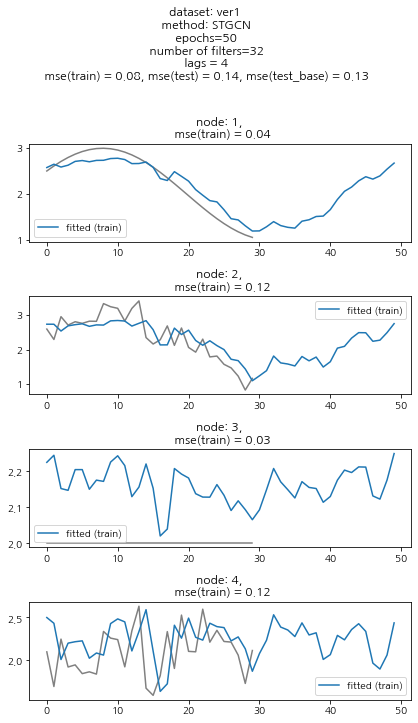 dataset: ver1
method: STGCN
epochs=50
number of filters=32
lags = 4
mse(train) = 0.08, mse(test) = 0.14, mse(test_base) = 0.13
node: 1,
mse(train) = 0.04
3
2
1
fitted (train)
0 10 20 30 40 50
node: 2,
mse(train) = 0.12
3
2
1
fitted (train)
0 10 20 30 40 50
node: 3,
mse(train) = 0.03
2.2
2.1
2.0
fitted (train)
0 10 20 30 40 50
node: 4,
mse(train) = 0.12
2.5
2.0
fitted (train)
0 10 20 30 40 50